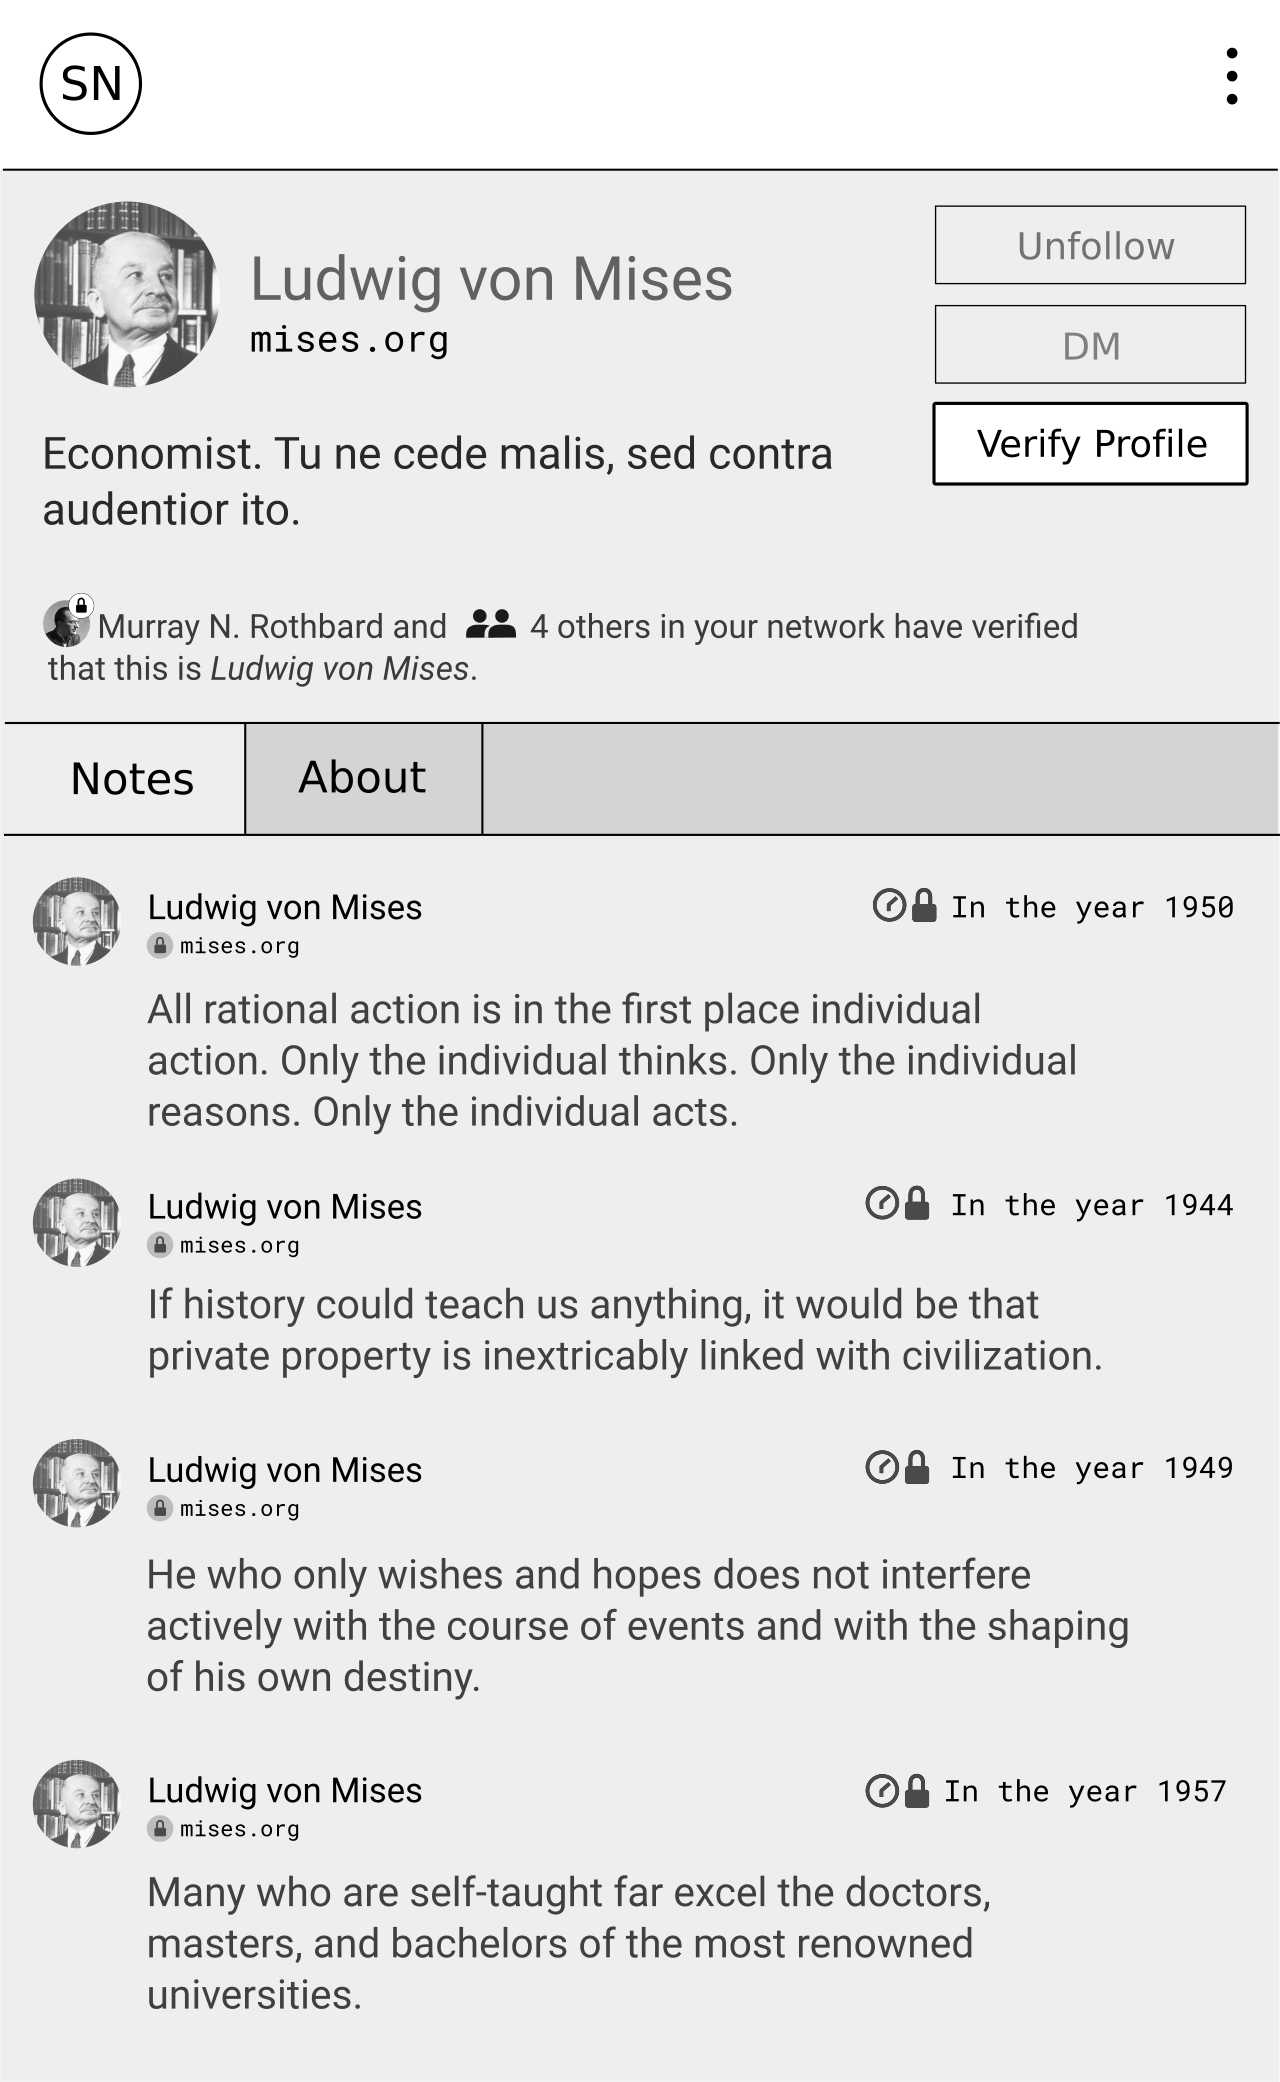 SN
Unfollow
Ludwig von Mises
mises.org
DM
Verify Profile
Economist. Tu ne cede malis, sed contra
audentior ito.
Murray N. Rothbard and 4 others in your network have verified
that this is Ludwig von Mises.
Notes About
Ludwig von Mises In the year 1950
mises.org
All rational action is in the first place individual
action. Only the individual thinks. Only the individual
reasons. Only the individual acts.
Ludwig von Mises In the year 1944
mises.org
If history could teach us anything, it would be that
private property is inextricably linked with civilization.
Ludwig von Mises In the year 1949
mises.org
He who only wishes and hopes does not interfere
actively with the course of events and with the shaping
of his own destiny.
Ludwig von Mises In the year 1957
mises.org
Many who are self-taught far excel the doctors,
masters, and bachelors of the most renowned
universities.